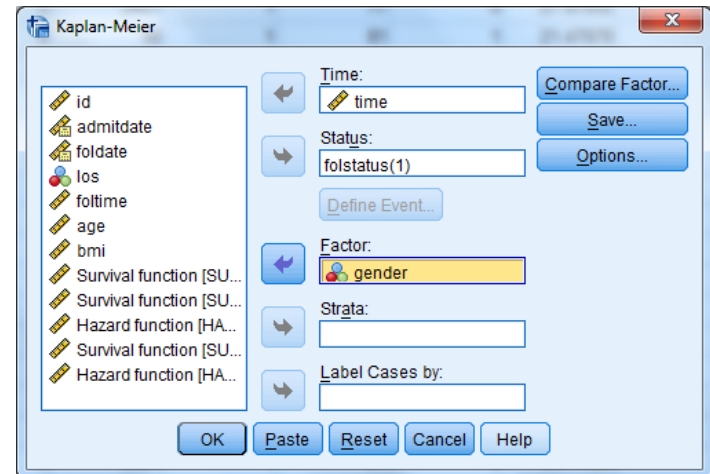 Kaplan-Meier
id
admitdate
foldate
los
foltime
age
bmi
Survival function [SU...
Survival function [SU...
Hazard function [HA...
Survival function [SU...
Hazard function [HA...
Time:
time
Status:
folstatus(1)
Define Event...
Factor:
gender
Strata:
Label Cases by:
Compare Factor...
Save...
Options...
OK
Paste
Reset
Cancel
Help